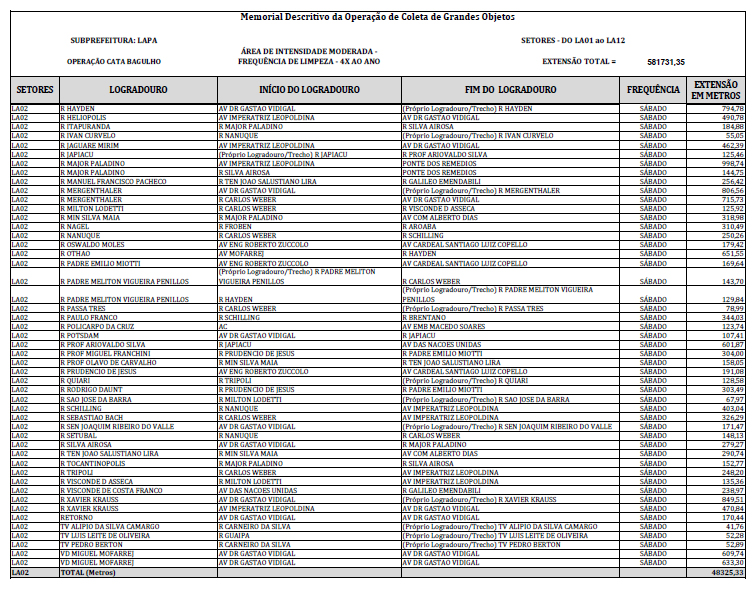 Memorial Descritivo da Operação de Coleta de Grandes Objetos
SUBPREFEITURA: LAPA
SETORES - DO LA01 ao LA12
ÁREA DE INTENSIDADE MODERADA -
OPERAÇÃO CATA BAGULHO
FREQUÊNCIA DE LIMPEZA - 4X AO ANO
EXTENSÃO TOTAL = 581731,35
SETORES LOGRADOURO INÍCIO DO LOGRADOURO FIM DO LOGRADOURO FREQUÊNCIA EXTENSÃO EM METROS
LA02 R HAYDEN AV DR GASTAO VIDIGAL (Próprio Logradouro/Trecho) R HAYDEN SÁBADO 794,78
LA02 R HELIOPOLIS AV IMPERATRIZ LEOPOLDINA AV DR GASTAO VIDIGAL SÁBADO 490,78
LA02 R ITAPURANDA R MAJOR PALADINO R SILVA AIROSA SÁBADO 184,88
LA02 R IVAN CURVELO R NANUQUE (Próprio Logradouro/Trecho) R IVAN CURVELO SÁBADO 55,05
LA02 R JAGUARE MIRIM AV IMPERATRIZ LEOPOLDINA AV DR GASTAO VIDIGAL SÁBADO 462,39
LA02 R JAPIACU (Próprio Logradouro/Trecho) R JAPIACU R PROF ARIOVALDO SILVA SÁBADO 125,46
LA02 R MAJOR PALADINO AV IMPERATRIZ LEOPOLDINA PONTE DOS REMEDIOS SÁBADO 998,74
LA02 R MAJOR PALADINO R SILVA AIROSA PONTE DOS REMEDIOS SÁBADO 144,75
LA02 R MANUEL FRANCISCO PACHECO R TEN JOAO SALUSTIANO LIRA R GALILEO EMENDABILI SÁBADO 256,42
LA02 R MERGENTHALER AV DR GASTAO VIDIGAL (Próprio Logradouro/Trecho) R MERGENTHALER SÁBADO 806,56
LA02 R MERGENTHALER R CARLOS WEBER AV DR GASTAO VIDIGAL SÁBADO 715,73
LA02 R MILTON LODETTI R CARLOS WEBER R VISCONDE D ASSECA SÁBADO 125,92
LA02 R MIN SILVA MAIA R MAJOR PALADINO AV COM ALBERTO DIAS SÁBADO 318,98
LA02 R NAGEL R FROBEN R AROABA SÁBADO 310,49
LA02 R NANUQUE R CARLOS WEBER R SCHILLING SÁBADO 250,26
LA02 R OSWALDO MOLES AV ENG ROBERTO ZUCCOLO AV CARDEAL SANTIAGO LUIZ COPELLO SÁBADO 179,42
LA02 R OTHAO AV MOFARREJ R HAYDEN SÁBADO 651,55
LA02 R PADRE EMILIO MIOTTI AV ENG ROBERTO ZUCCOLO AV CARDEAL SANTIAGO LUIZ COPELLO SÁBADO 169,64
(Próprio Logradouro/Trecho) R PADRE MELITON
LA02 R PADRE MELITON VIGUEIRA PENILLOS VIGUEIRA PENILLOS R CARLOS WEBER SÁBADO 143,70
(Próprio Logradouro/Trecho) R PADRE MELITON VIGUEIRA
LA02 R PADRE MELITON VIGUEIRA PENILLOS R HAYDEN PENILLOS SÁBADO 129,84
LA02 R PASSA TRES R CARLOS WEBER (Próprio Logradouro/Trecho) R PASSA TRES SÁBADO 78,99
LA02 R PAULO FRANCO R SCHILLING R BRENTANO SÁBADO 344,03
LA02 R POLICARPO DA CRUZ AC AV EMB MACEDO SOARES SÁBADO 123,74
LA02 R POTSDAM AV DR GASTAO VIDIGAL R JAPIACU SÁBADO 107,41
LA02 R PROF ARIOVALDO SILVA R JAPIACU AV DAS NACOES UNIDAS SÁBADO 601,87
LA02 R PROF MIGUEL FRANCHINI R PRUDENCIO DE JESUS R PADRE EMILIO MIOTTI SÁBADO 304,00
LA02 R PROF OLAVO DE CARVALHO R MIN SILVA MAIA R TEN JOAO SALUSTIANO LIRA SÁBADO 158,05
LA02 R PRUDENCIO DE JESUS AV ENG ROBERTO ZUCCOLO AV CARDEAL SANTIAGO LUIZ COPELLO SÁBADO 191,08
LA02 R QUIARI R TRIPOLI (Próprio Logradouro/Trecho) R QUIARI SÁBADO 128,58
LA02 R RODRIGO DAUNT R PRUDENCIO DE JESUS R PADRE EMILIO MIOTTI SÁBADO 303,49
LA02 R SAO JOSE DA BARRA R MILTON LODETTI (Próprio Logradouro/Trecho) R SAO JOSE DA BARRA SÁBADO 67,97
LA02 R SCHILLING R NANUQUE AV IMPERATRIZ LEOPOLDINA SÁBADO 403,04
LA02 R SEBASTIAO BACH R CARLOS WEBER AV IMPERATRIZ LEOPOLDINA SÁBADO 326,29
LA02 R SEN JOAQUIM RIBEIRO DO VALLE AV DR GASTAO VIDIGAL (Próprio Logradouro/Trecho) R SEN JOAQUIM RIBEIRO DO VALLE SÁBADO 171,47
LA02 R SETUBAL R NANUQUE R CARLOS WEBER SÁBADO 148,13
LA02 R SILVA AIROSA AV DR GASTAO VIDIGAL R MAJOR PALADINO SÁBADO 279,27
LA02 R TEN JOAO SALUSTIANO LIRA R MIN SILVA MAIA AV COM ALBERTO DIAS SÁBADO 290,74
LA02 R TOCANTINOPOLIS R MAJOR PALADINO R SILVA AIROSA SÁBADO 152,77
LA02 R TRIPOLI R CARLOS WEBER AV IMPERATRIZ LEOPOLDINA SÁBADO 248,20
LA02 R VISCONDE D ASSECA R MILTON LODETTI AV IMPERATRIZ LEOPOLDINA SÁBADO 135,36
LA02 R VISCONDE DE COSTA FRANCO AV DAS NACOES UNIDAS R GALILEO EMENDABILI SÁBADO 238,97
LA02 R XAVIER KRAUSS AV DR GASTAO VIDIGAL (Próprio Logradouro/Trecho) R XAVIER KRAUSS SÁBADO 849,51
LA02 R XAVIER KRAUSS AV IMPERATRIZ LEOPOLDINA AV DR GASTAO VIDIGAL SÁBADO 470,84
LA02 RETORNO AV DR GASTAO VIDIGAL AV DR GASTAO VIDIGAL SÁBADO 170,44
LA02 TV ALIPIO DA SILVA CAMARGO R CARNEIRO DA SILVA (Próprio Logradouro/Trecho) TV ALIPIO DA SILVA CAMARGO SÁBADO 41,76
LA02 TV LUIS LEITE DE OLIVEIRA R GUAIPA (Próprio Logradouro/Trecho) TV LUIS LEITE DE OLIVEIRA SÁBADO 52,28
LA02 TV PEDRO BERTON R CARNEIRO DA SILVA (Próprio Logradouro/Trecho) TV PEDRO BERTON SÁBADO 52,89
LA02 VD MIGUEL MOFARREJ AV DR GASTAO VIDIGAL AV DR GASTAO VIDIGAL SÁBADO 609,74
LA02 VD MIGUEL MOFARREJ AV DR GASTAO VIDIGAL AV DR GASTAO VIDIGAL SÁBADO 633,30
LA02 TOTAL (Metros) 48325,33